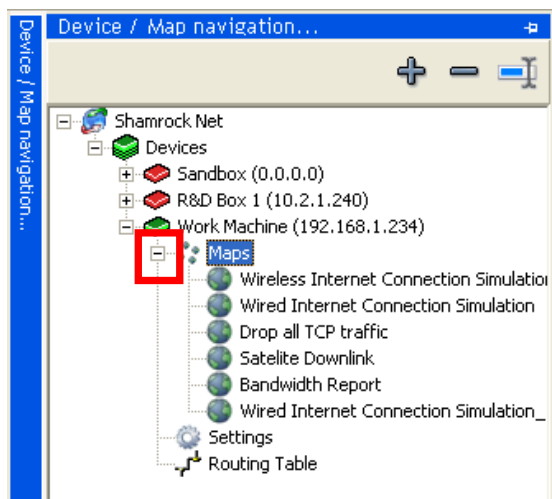 Device / Map navigation...
Device / Map navigation...
Shamrock Net
Devices
Sandbox (0.0.0.0)
R&D Box 1 (10.2.1.240)
Work Machine (192.168.1.234)
Maps
Wireless Internet Connection Simulation
Wired Internet Connection Simulation
Drop all TCP traffic
Satelite Downlink
Bandwidth Report
Wired Internet Connection Simulation_
Settings
Routing Table